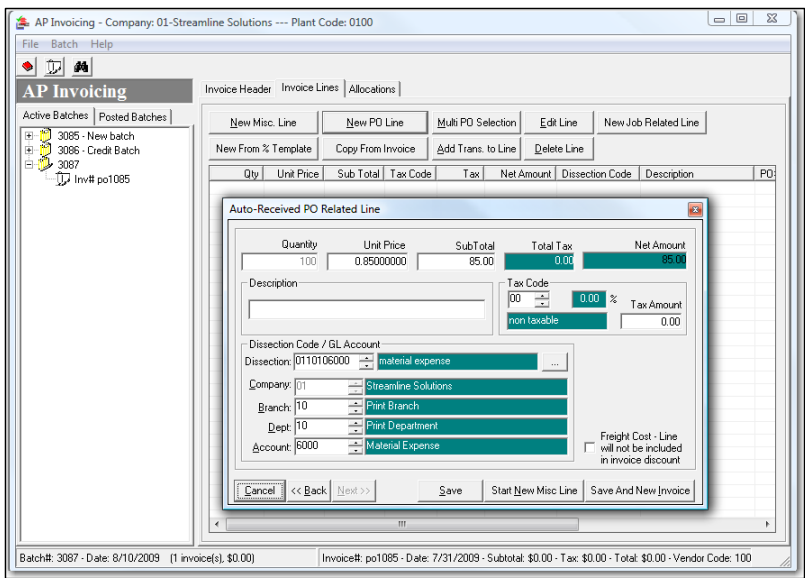 AP Invoicing - Company: 01-Streamline Solutions --- Plant Code: 0100
File Batch Help
AP Invoicing
Active Batches Posted Batches
3085 - New batch
3086 - Credit Batch
3087
Inv# po1085
Invoice Header Invoice Lines Allocations
New Misc. Line New PO Line Multi PO Selection Edit Line New Job Related Line
New From % Template Copy From Invoice Add Trans. to Line Delete Line
Qty Unit Price Sub Total Tax Code Tax Net Amount Dissection Code Description PO
Auto-Received PO Related Line
Quantity Unit Price SubTotal Total Tax Net Amount
100 0.85000000 85.00 0.00 85.00
Description
Tax Code
00 0.00 % Tax Amount
non taxable 0.00
Dissection Code / GL Account
Dissection: 0110106000 material expense ...
Company: 01 Streamline Solutions
Branch: 10 Print Branch
Dept: 10 Print Department
Account: 6000 Material Expense
Freight Cost - Line
will not be included
in invoice discount
Cancel << Back Next >> Save Start New Misc Line Save And New Invoice
Batch#: 3087 - Date: 8/10/2009 (1 invoice(s), $0.00) Invoice#: po1085 - Date: 7/31/2009 - Subtotal: $0.00 - Tax: $0.00 - Total: $0.00 - Vendor Code: 100